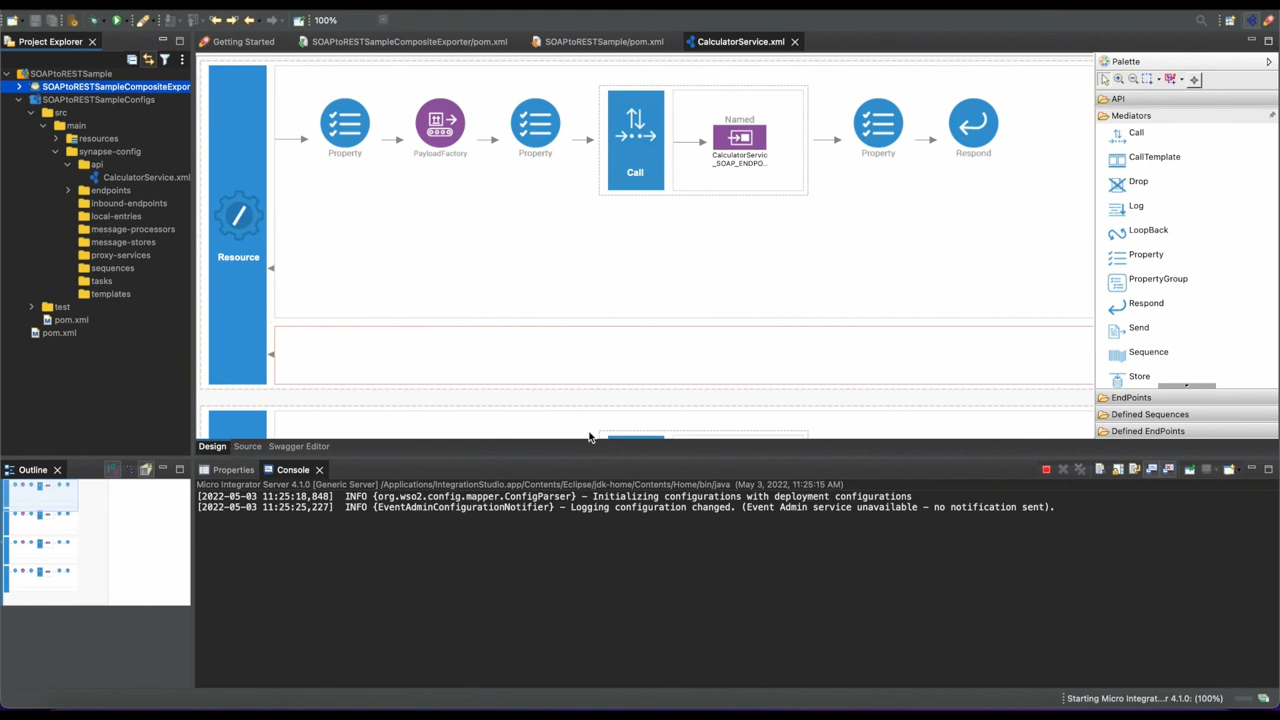 100%
Project Explorer
Getting Started
SOAPtoRESTSampleCompositeExporter/pom.xml
SOAPtoRESTSample/pom.xml
CalculatorService.xml
SOAPtoRESTSample
SOAPtoRESTSampleCompositeExpor
SOAPtoRESTSampleConfigs
src
main
resources
synapse-config
api
CalculatorService.xml
endpoints
inbound-endpoints
local-entries
message-processors
message-stores
proxy-services
sequences
tasks
templates
test
pom.xml
pom.xml
Resource
Property
PayloadFactory
Property
Call
Named
CalculatorServic
_SOAP_ENDPO..
Property
Respond
Palette
API
Mediators
Call
CallTemplate
Drop
Log
LoopBack
Property
PropertyGroup
Respond
Send
Sequence
Store
EndPoints
Defined Sequences
Defined EndPoints
Design
Source
Swagger Editor
Outline
Properties
Console
Micro Integrator Server 4.1.0 [Generic Server] /Applications/IntegrationStudio.app/Contents/Eclipse/jdk-home/Contents/Home/bin/java (May 3, 2022, 11:25:15 AM)
[2022-05-03 11:25:18,848] INFO {org.wso2.config.mapper.ConfigParser} - Initializing configurations with deployment configurations
[2022-05-03 11:25:25,227] INFO {EventAdminConfigurationNotifier} - Logging configuration changed. (Event Admin service unavailable - no notification sent).
Starting Micro Integrat...r 4.1.0: (100%)